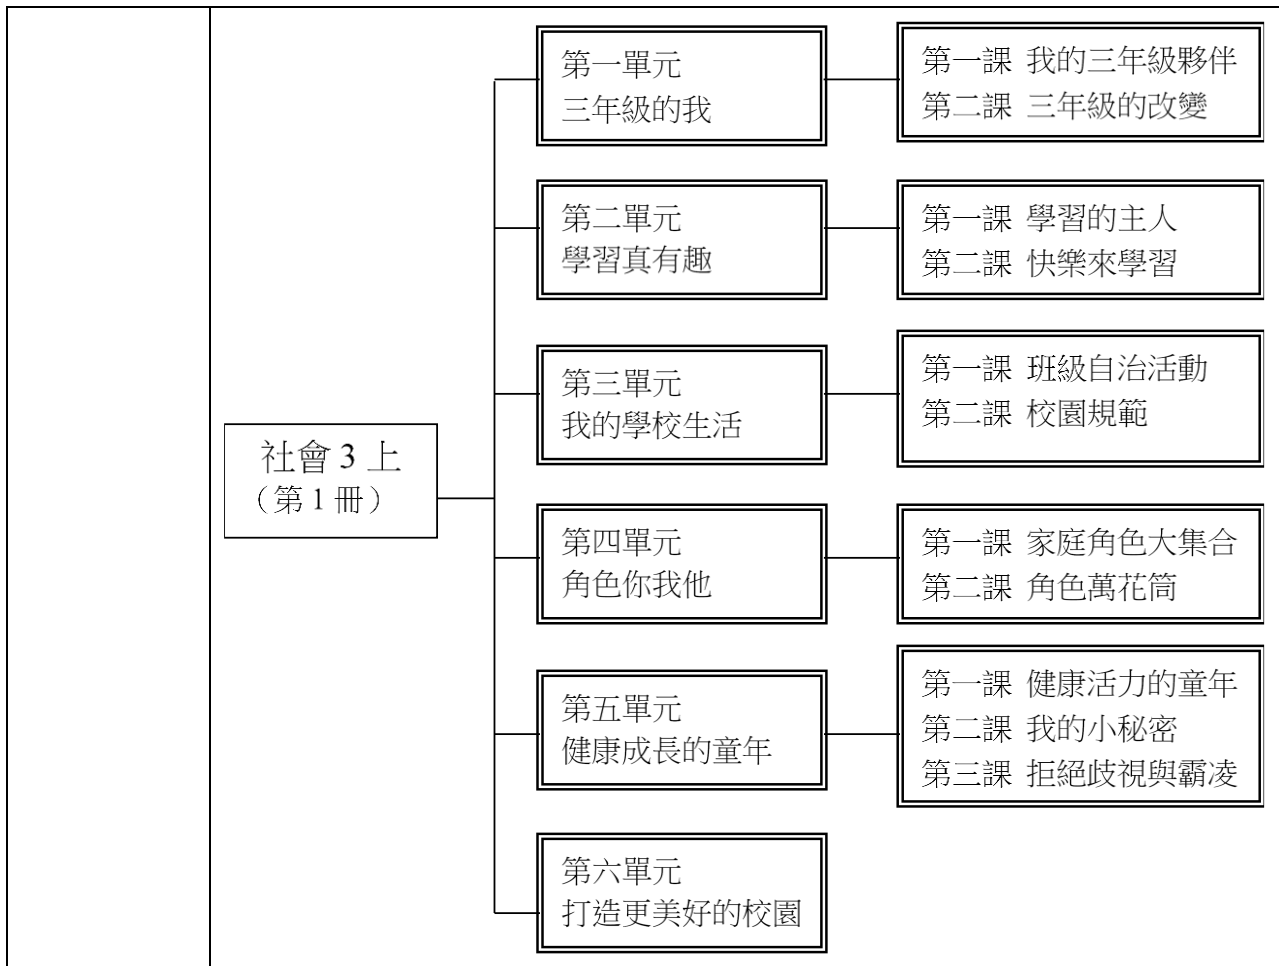 社會 3 上
（第 1 冊）
第一單元
三年級的我
第一課 我的三年級夥伴
第二課 三年級的改變
第二單元
學習真有趣
第一課 學習的主人
第二課 快樂來學習
第三單元
我的學校生活
第一課 班級自治活動
第二課 校園規範
第四單元
角色你我他
第一課 家庭角色大集合
第二課 角色萬花筒
第五單元
健康成長的童年
第一課 健康活力的童年
第二課 我的小秘密
第三課 拒絕歧視與霸凌
第六單元
打造更美好的校園